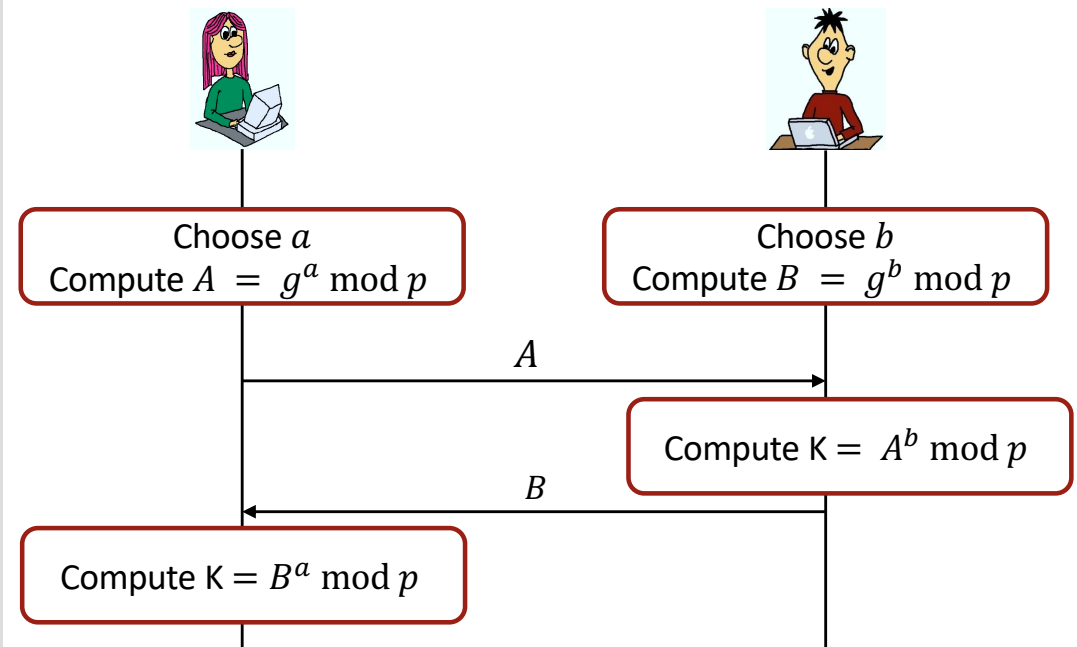 Choose a
Compute A = g^a mod p
Choose b
Compute B = g^b mod p
A
Compute K = A^b mod p
B
Compute K = B^a mod p